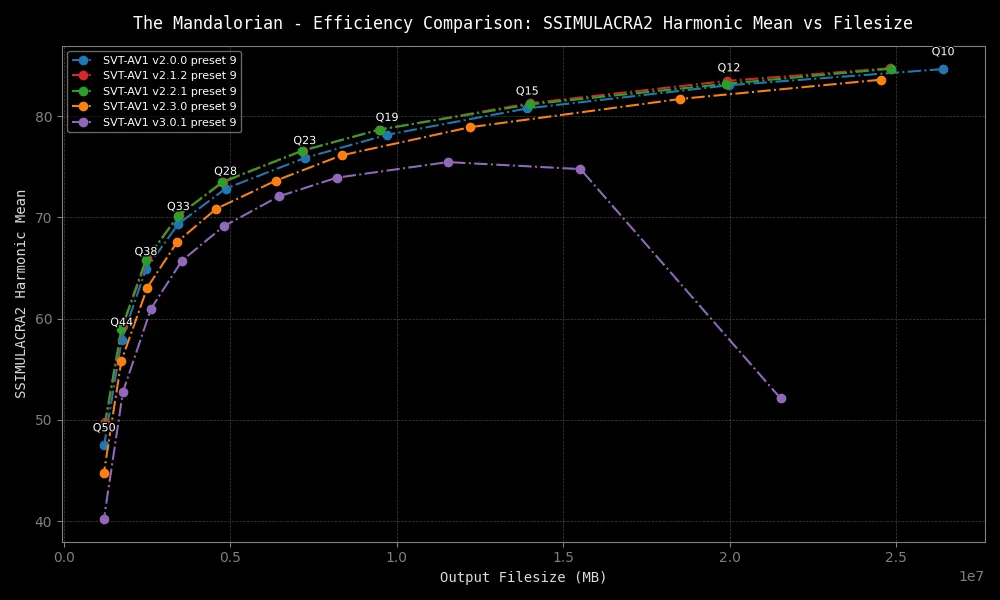 The Mandalorian - Efficiency Comparison: SSIMULACRA2 Harmonic Mean vs Filesize
SVT-AV1 v2.0.0 preset 9
SVT-AV1 v2.1.2 preset 9
SVT-AV1 v2.2.1 preset 9
SVT-AV1 v2.3.0 preset 9
SVT-AV1 v3.0.1 preset 9
Q10
Q12
Q15
Q19
Q23
Q28
Q33
Q38
Q44
Q50
80
70
60
50
40
SSIMULACRA2 Harmonic Mean
0.0
0.5
1.0
1.5
2.0
2.5
1e7
Output Filesize (MB)